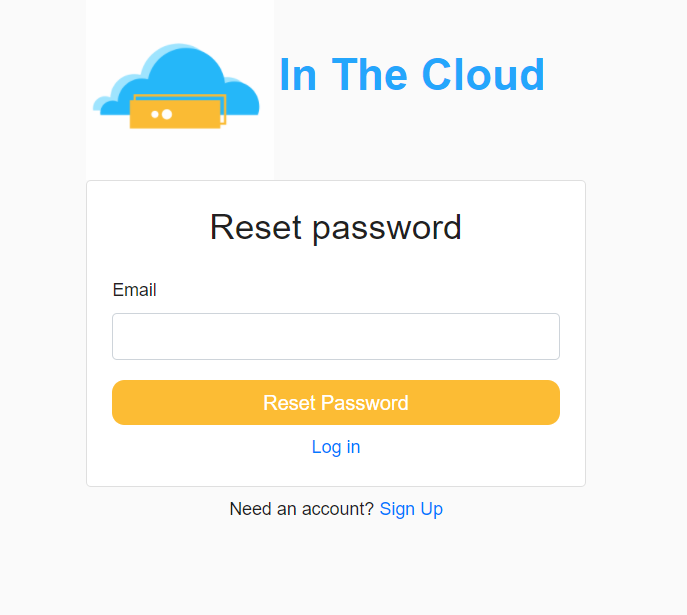 In The Cloud
Reset password
Email
Reset Password
Log in
Need an account? Sign Up